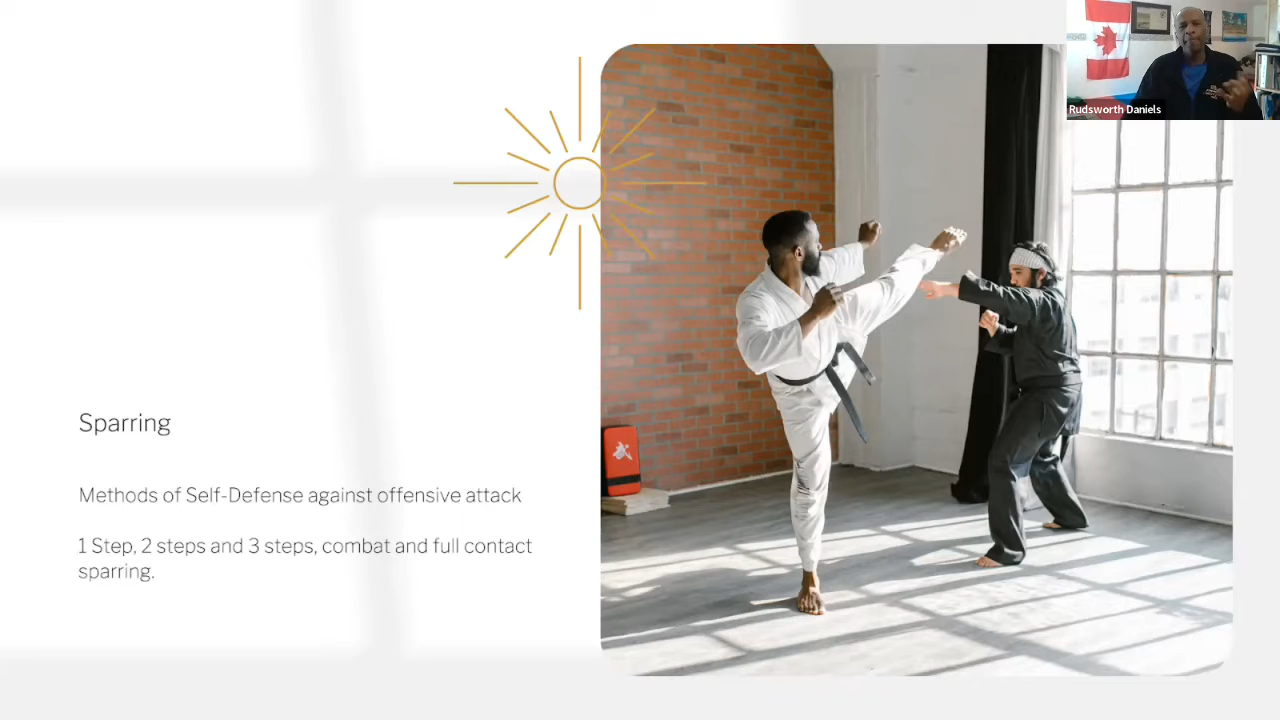 Rudsworth Daniels
Sparring
Methods of Self-Defense against offensive attack
1 Step, 2 steps and 3 steps, combat and full contact
sparring.